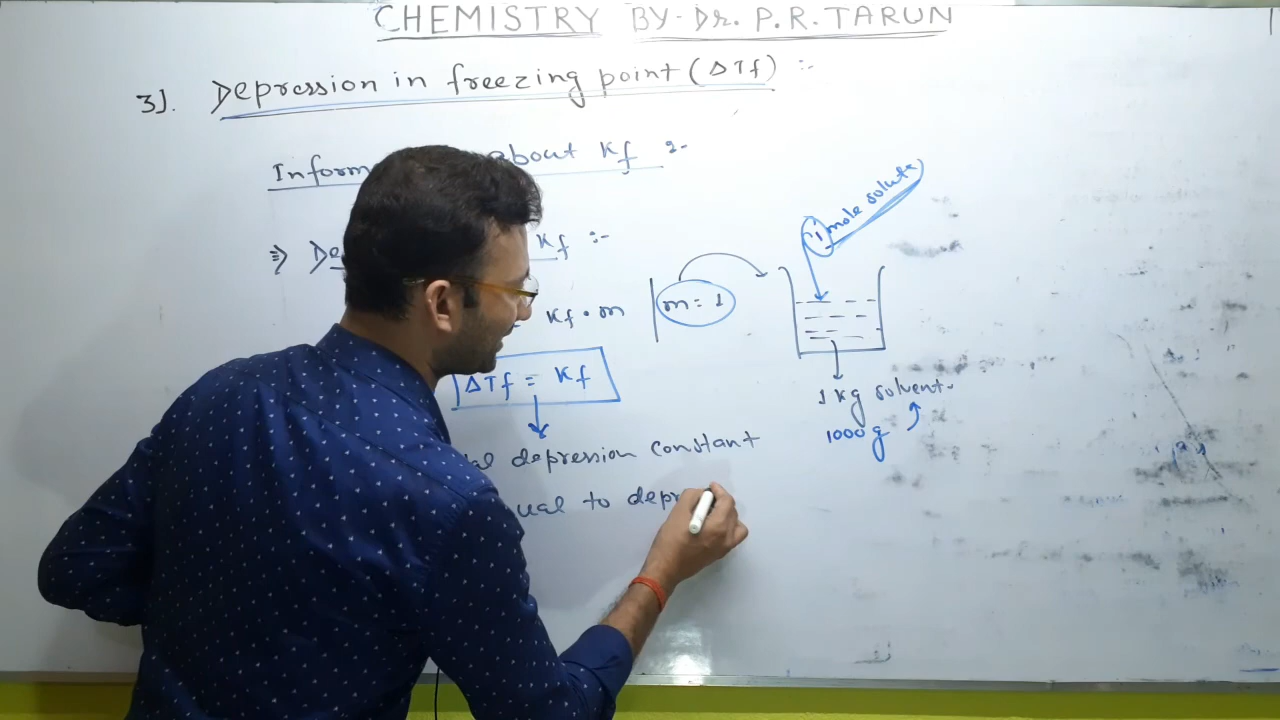 CHEMISTRY BY- Dr. P.R. TARUN
3]. Depression in freezing point (ΔTf) :-
Inform about Kf :-
⇒ De Kf :-
Kf · m | m = 1
1 mole solute
ΔTf = Kf
1 Kg solvent
1000 g
depression constant
ual to depr